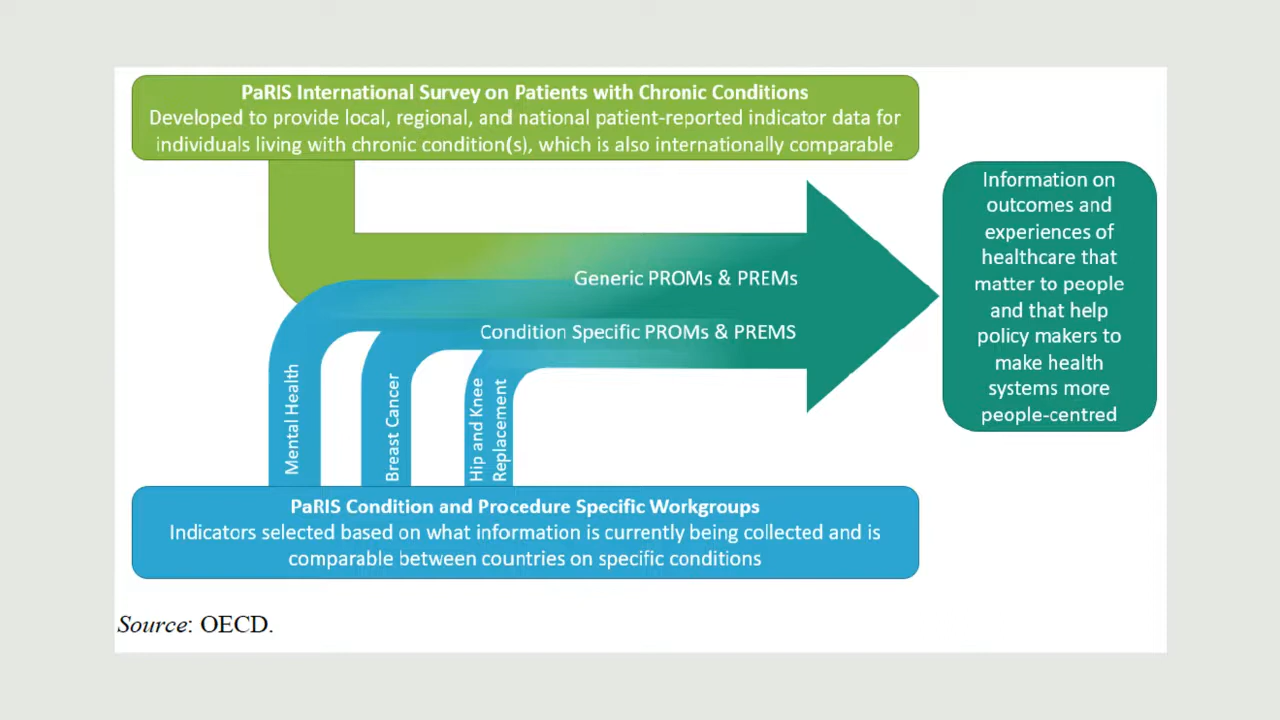 PaRIS International Survey on Patients with Chronic Conditions
Developed to provide local, regional, and national patient-reported indicator data for
individuals living with chronic condition(s), which is also internationally comparable
Information on
outcomes and
experiences of
healthcare that
matter to people
and that help
policy makers to
make health
systems more
people-centred
Generic PROMs & PREMs
Condition Specific PROMs & PREMS
Mental Health
Breast Cancer
Hip and Knee
Replacement
PaRIS Condition and Procedure Specific Workgroups
Indicators selected based on what information is currently being collected and is
comparable between countries on specific conditions
Source: OECD.